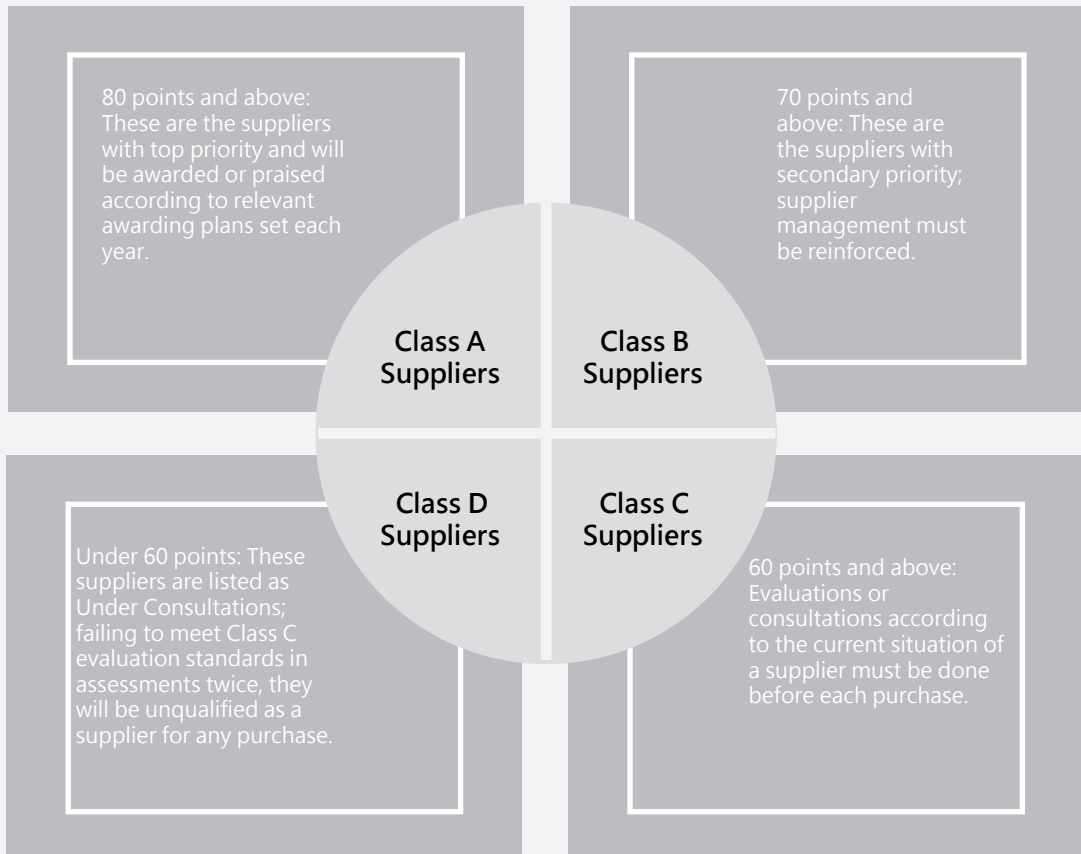 80 points and above:
These are the suppliers
with top priority and will
be awarded or praised
according to relevant
awarding plans set each
year.
70 points and
above: These are
the suppliers with
secondary priority;
supplier
management must
be reinforced.
Class A
Suppliers
Class B
Suppliers
Class D
Suppliers
Class C
Suppliers
Under 60 points: These
suppliers are listed as
Under Consultations;
failing to meet Class C
evaluation standards in
assessments twice, they
will be unqualified as a
supplier for any purchase.
60 points and above:
Evaluations or
consultations according
to the current situation of
a supplier must be done
before each purchase.